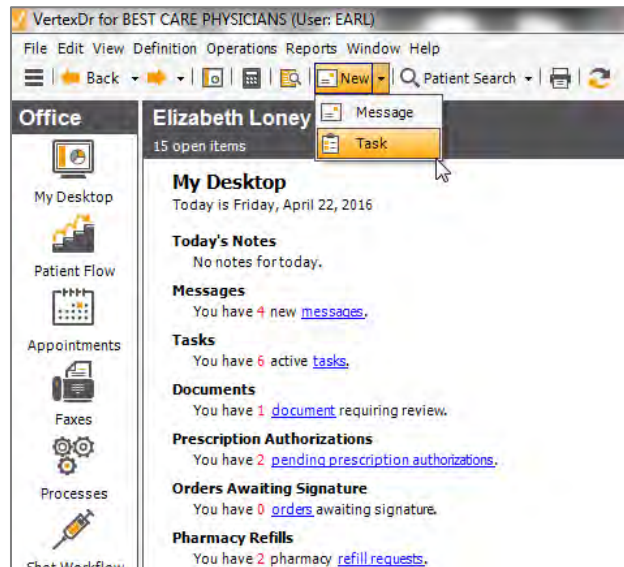 VertexDr for BEST CARE PHYSICIANS (User: EARL)
File Edit View Definition Operations Reports Window Help
Back New Patient Search
Message
Task
Office
My Desktop
Patient Flow
Appointments
Faxes
Processes
Shot Workflow
Elizabeth Loney
15 open items
My Desktop
Today is Friday, April 22, 2016
Today's Notes
No notes for today.
Messages
You have 4 new messages.
Tasks
You have 6 active tasks.
Documents
You have 1 document requiring review.
Prescription Authorizations
You have 2 pending prescription authorizations.
Orders Awaiting Signature
You have 0 orders awaiting signature.
Pharmacy Refills
You have 2 pharmacy refill requests.